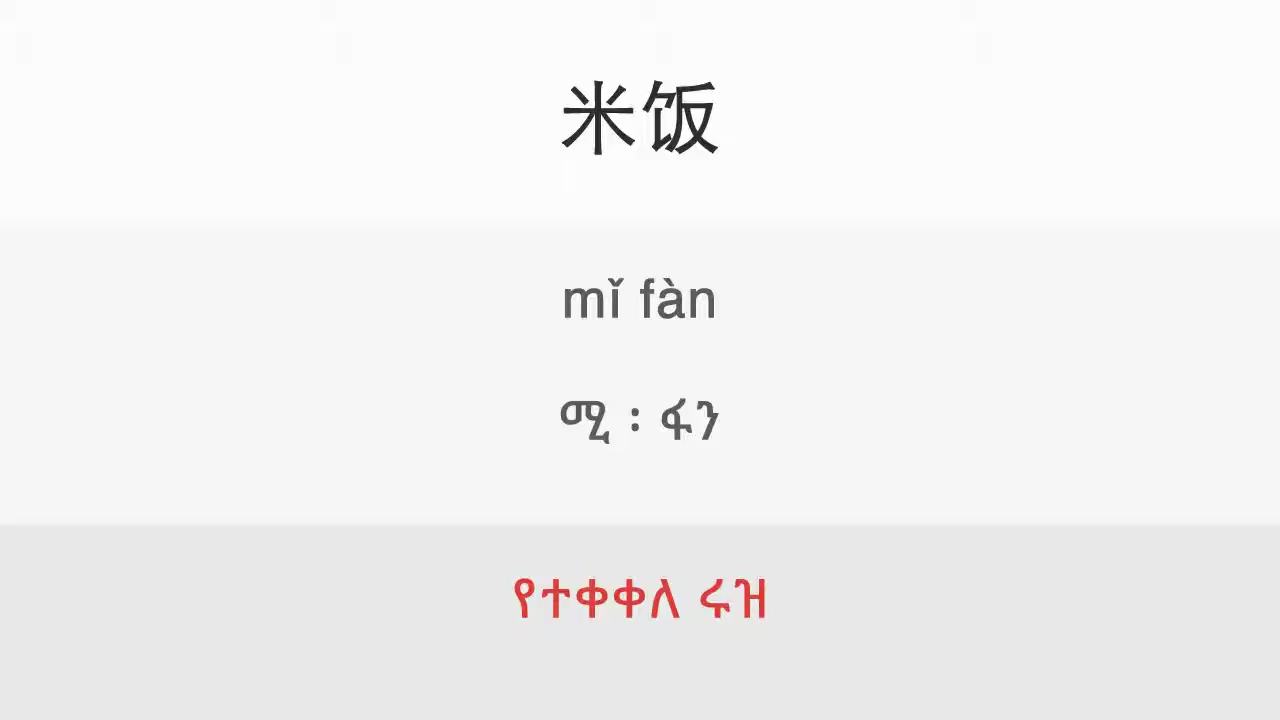 米饭
mǐ fàn
ሚ ፡ ፋን
የተቀቀለ ሩዝ